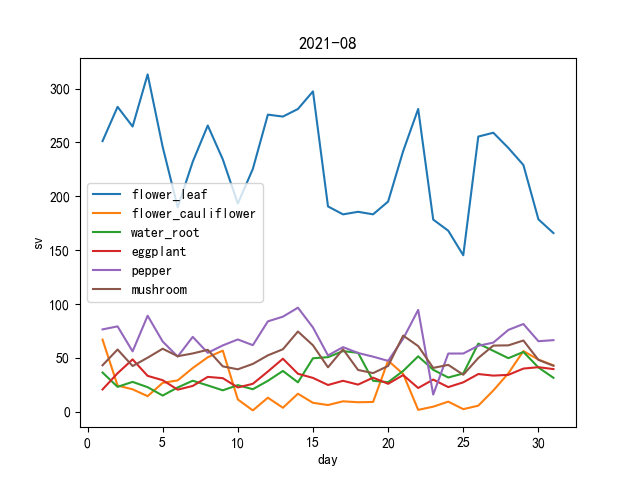 2021-08
300
250
200
150
100
50
0
sv
flower_leaf
flower_cauliflower
water_root
eggplant
pepper
mushroom
0 5 10 15 20 25 30
day